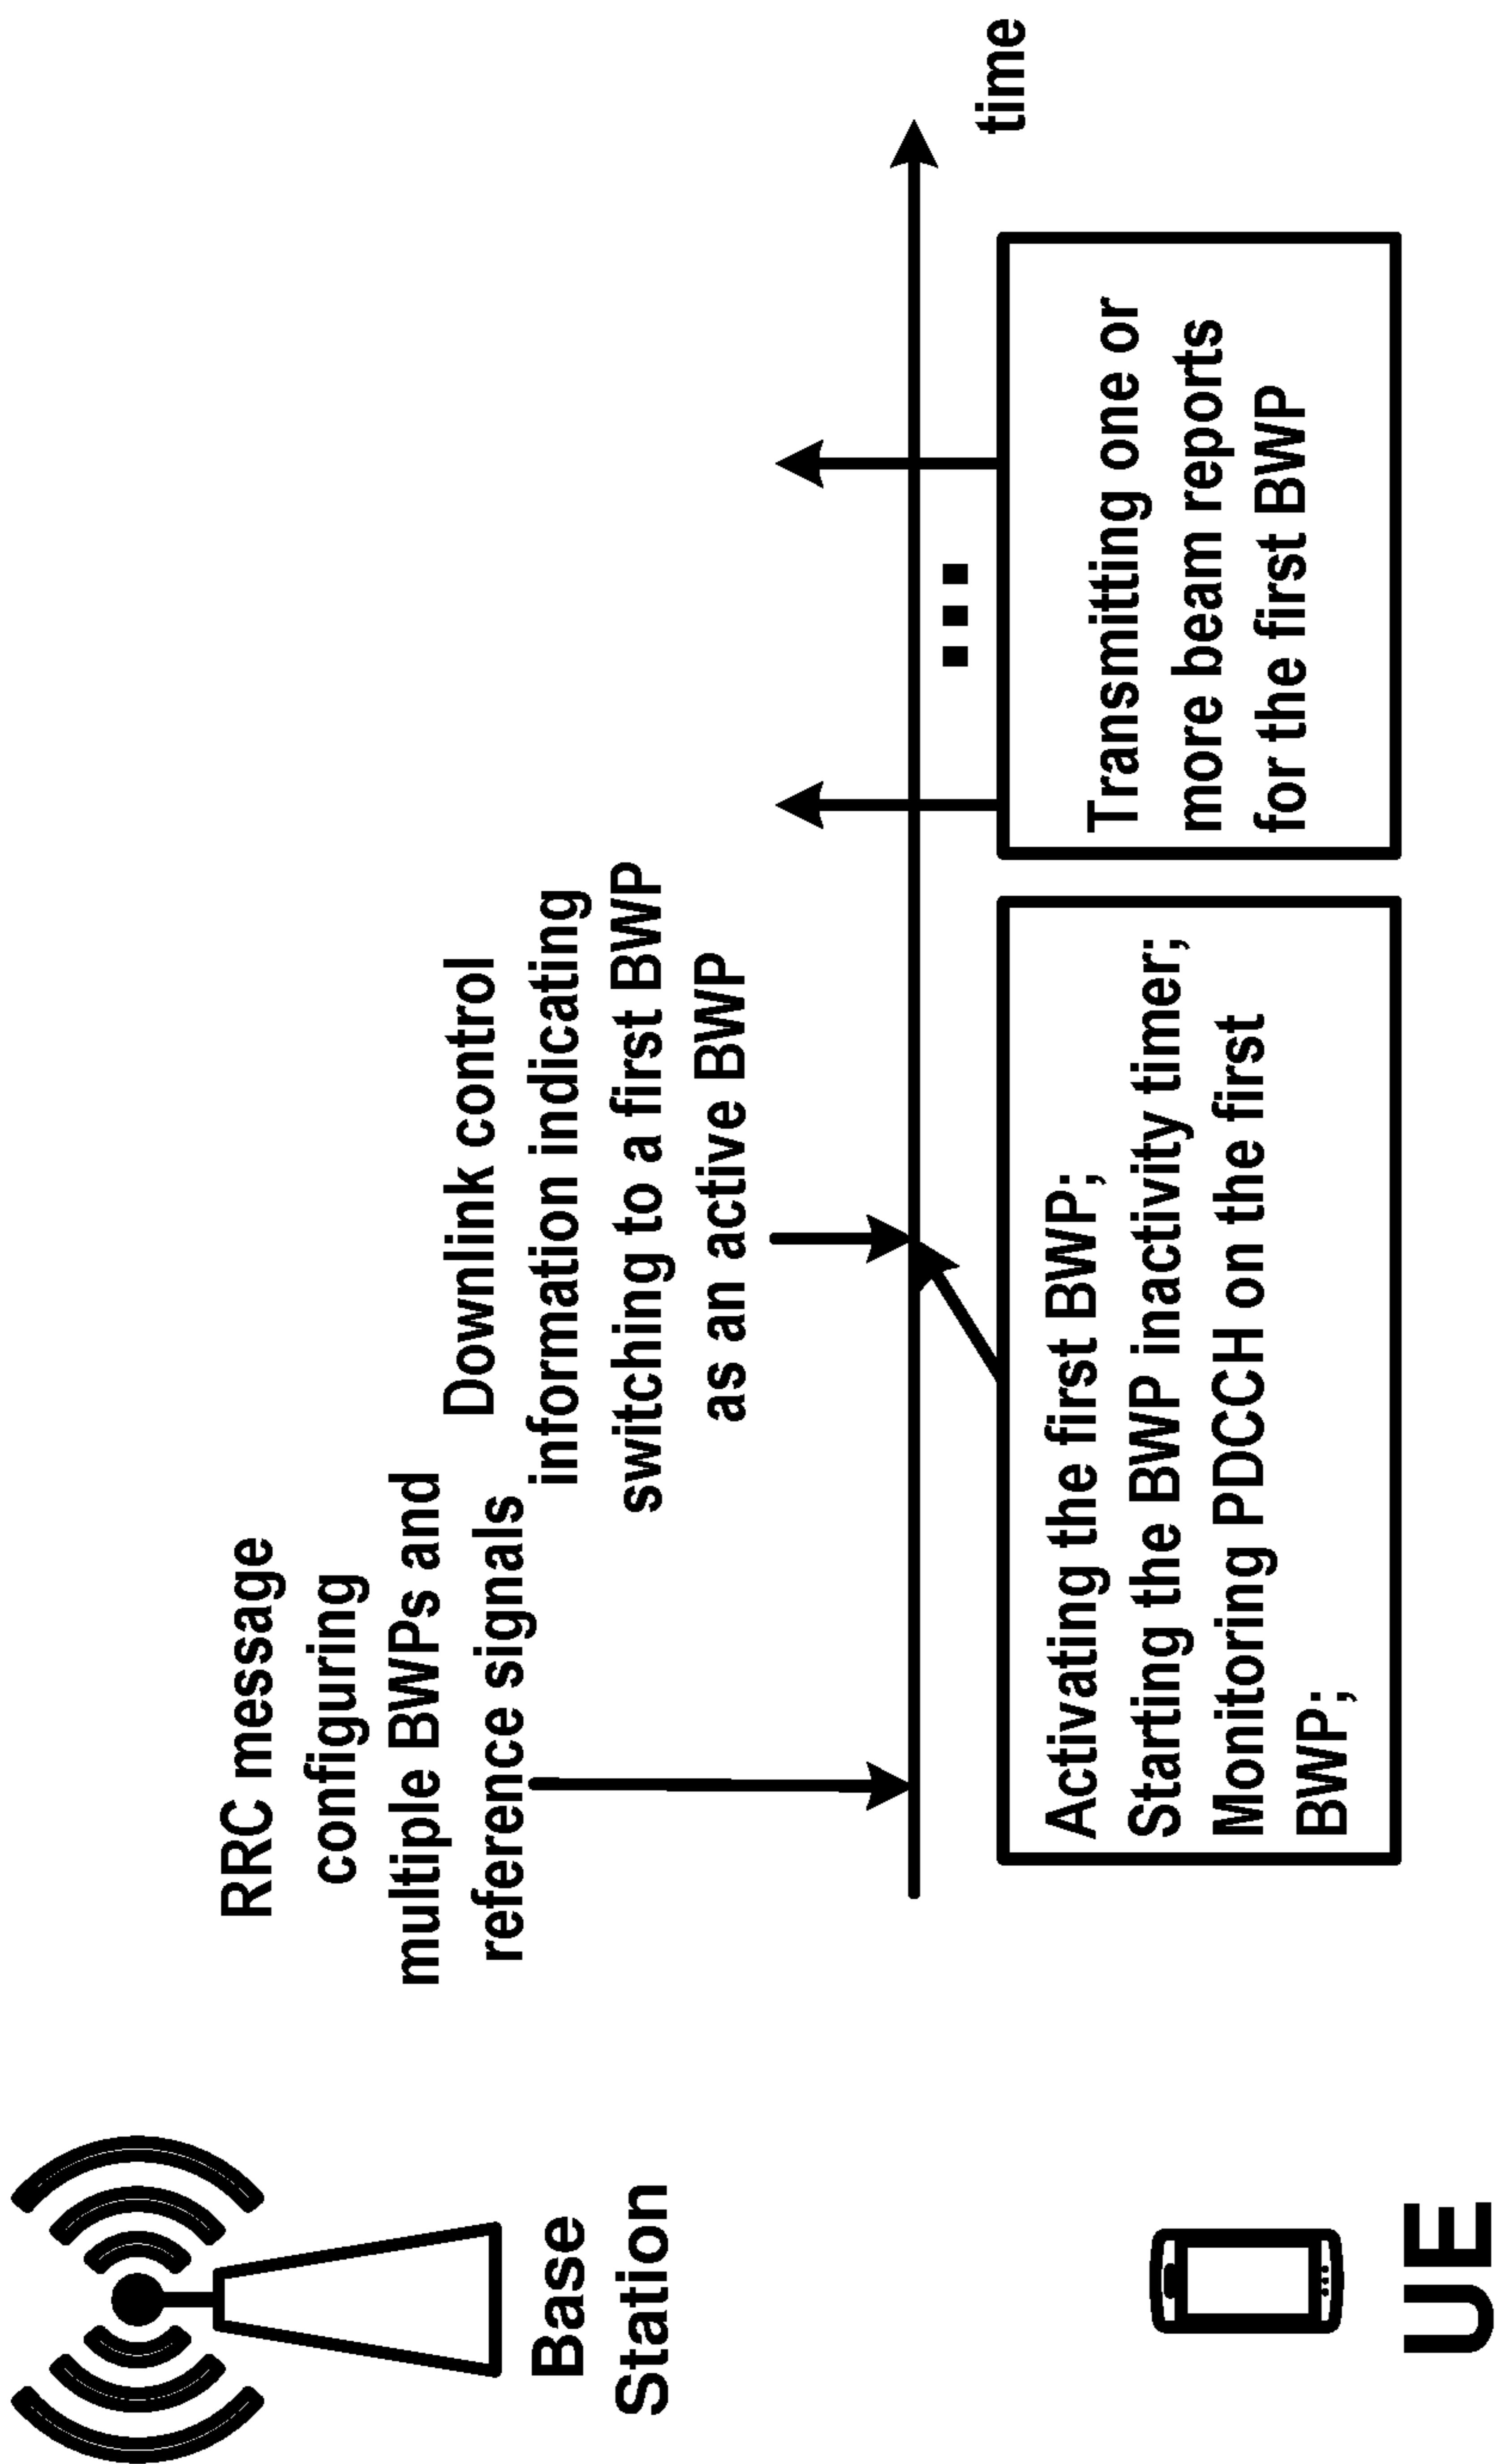 RRC message
configuring
multiple BWPs and
reference signals
Downlink control
information indicating
switching to a first BWP
as an active BWP
time
Activating the first BWP;
Starting the BWP inactivity timer;
Monitoring PDCCH on the first
BWP;
Transmitting one or
more beam reports
for the first BWP
Base
Station
UE